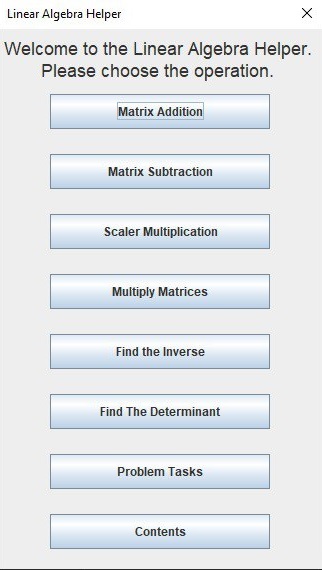 Linear Algebra Helper
Welcome to the Linear Algebra Helper.
Please choose the operation.
Matrix Addition
Matrix Subtraction
Scaler Multiplication
Multiply Matrices
Find the Inverse
Find The Determinant
Problem Tasks
Contents